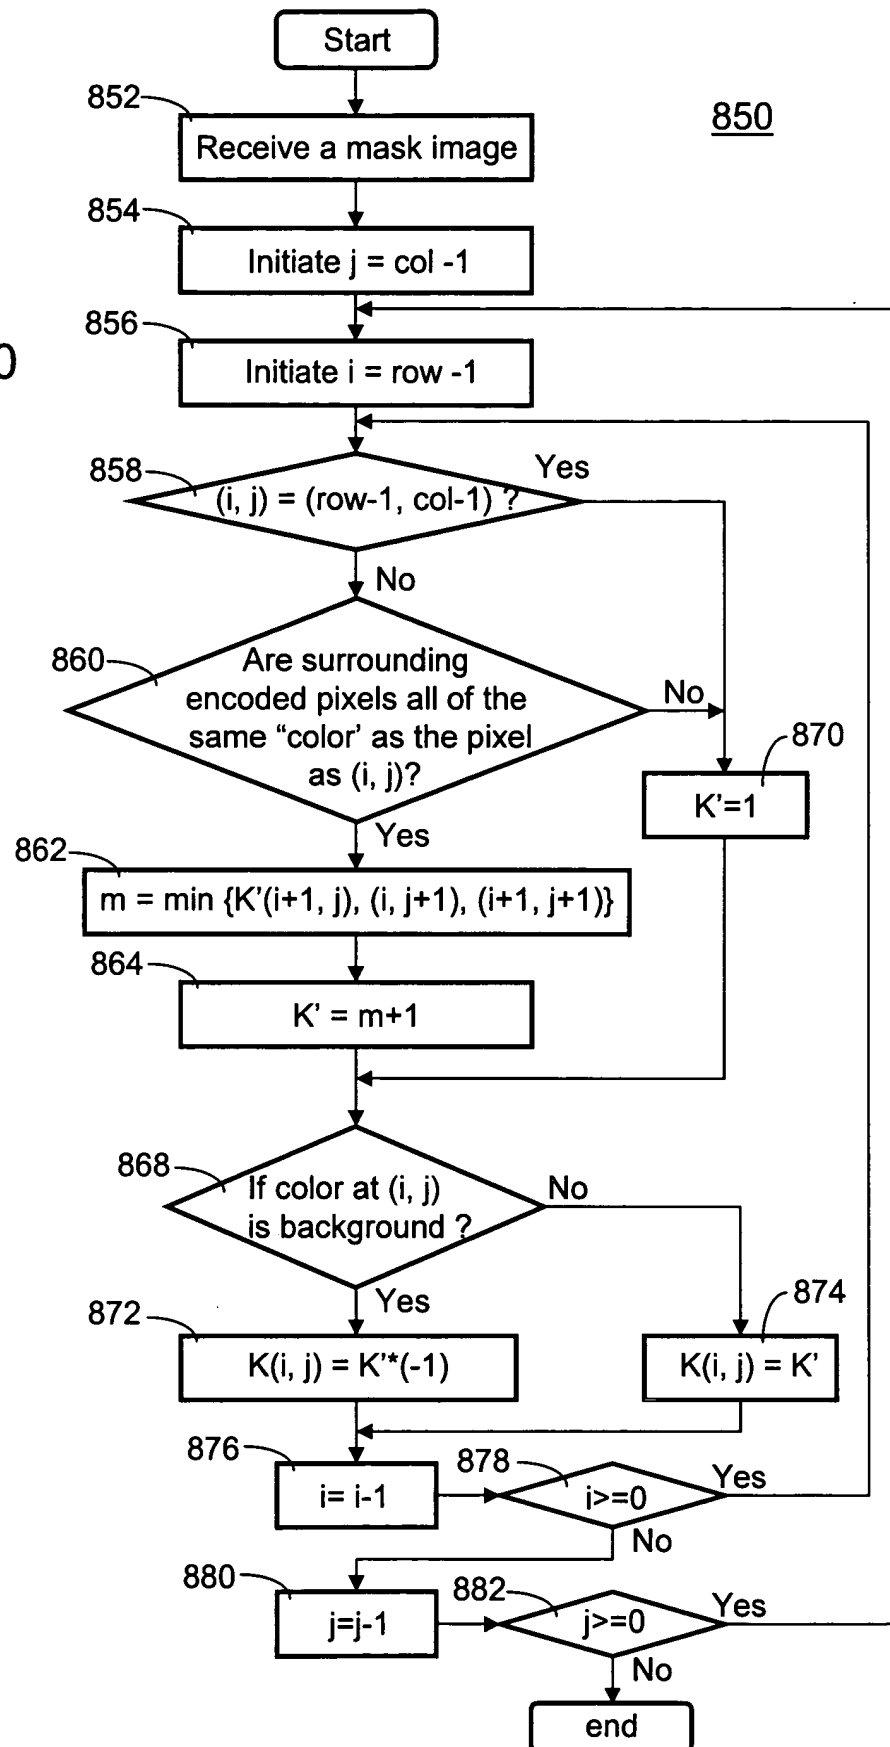 Start
852
850
Receive a mask image
854
Initiate j = col -1
856
0
Initiate i = row -1
858
Yes
(i, j) = (row-1, col-1) ?
No
860
Are surrounding
encoded pixels all of the
same “color’ as the pixel
as (i, j)?
No
870
K’=1
Yes
862
m = min {K’(i+1, j), (i, j+1), (i+1, j+1)}
864
K’ = m+1
868
If color at (i, j)
is background ?
No
Yes
872
874
K(i, j) = K’*(-1)
K(i, j) = K’
876
878
i= i-1
i>=0
Yes
No
880
882
j=j-1
j>=0
Yes
No
end